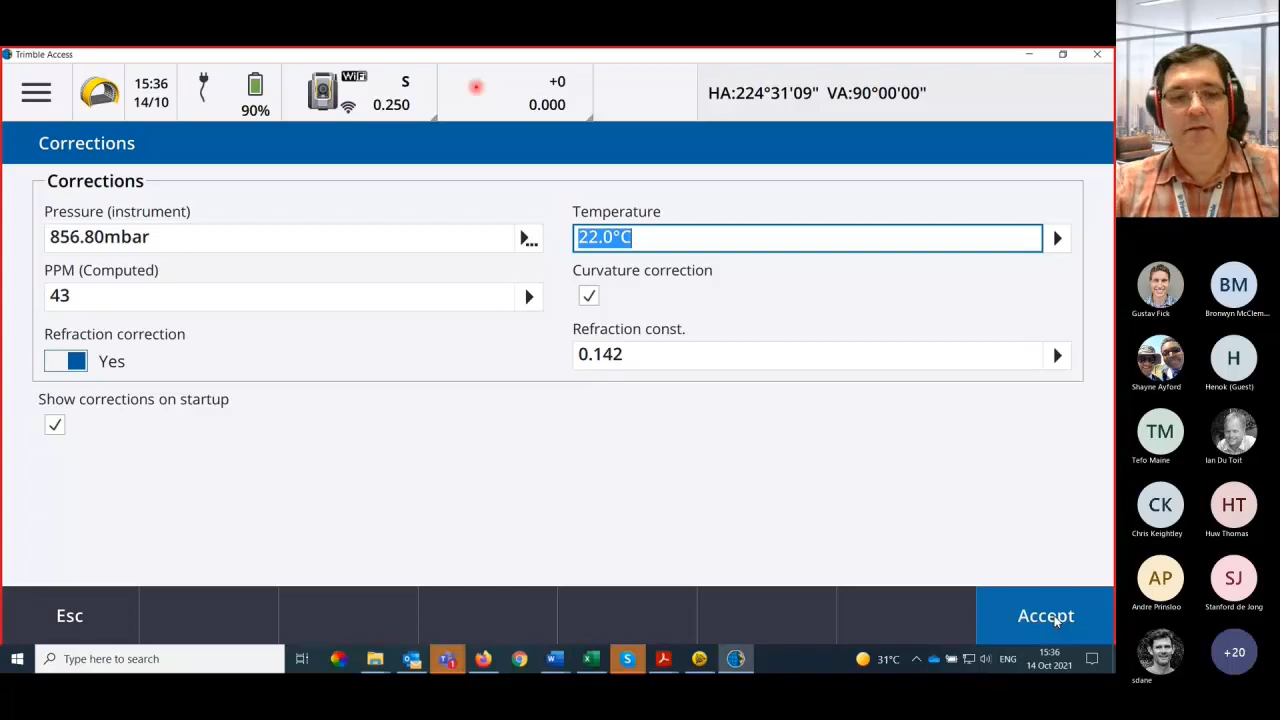 Trimble Access
15:36
14/10
90%
WiFi
S
0.250
+0
0.000
HA:224°31'09" VA:90°00'00"
Corrections
Corrections
Pressure (instrument)
856.80mbar
Temperature
22.0°C
PPM (Computed)
43
Curvature correction
Refraction correction
Yes
Refraction const.
0.142
Show corrections on startup
Esc
Accept
Type here to search
31°C
ENG
15:36
14 Oct 2021
Gustav Fick
BM
Bronwyn McClem...
Shayne Ayford
H
Henok (Guest)
TM
Tefo Maine
Ian Du Toit
CK
Chris Keightley
HT
Huw Thomas
AP
Andre Prinsloo
SJ
Stanford de Jong
sdane
+20